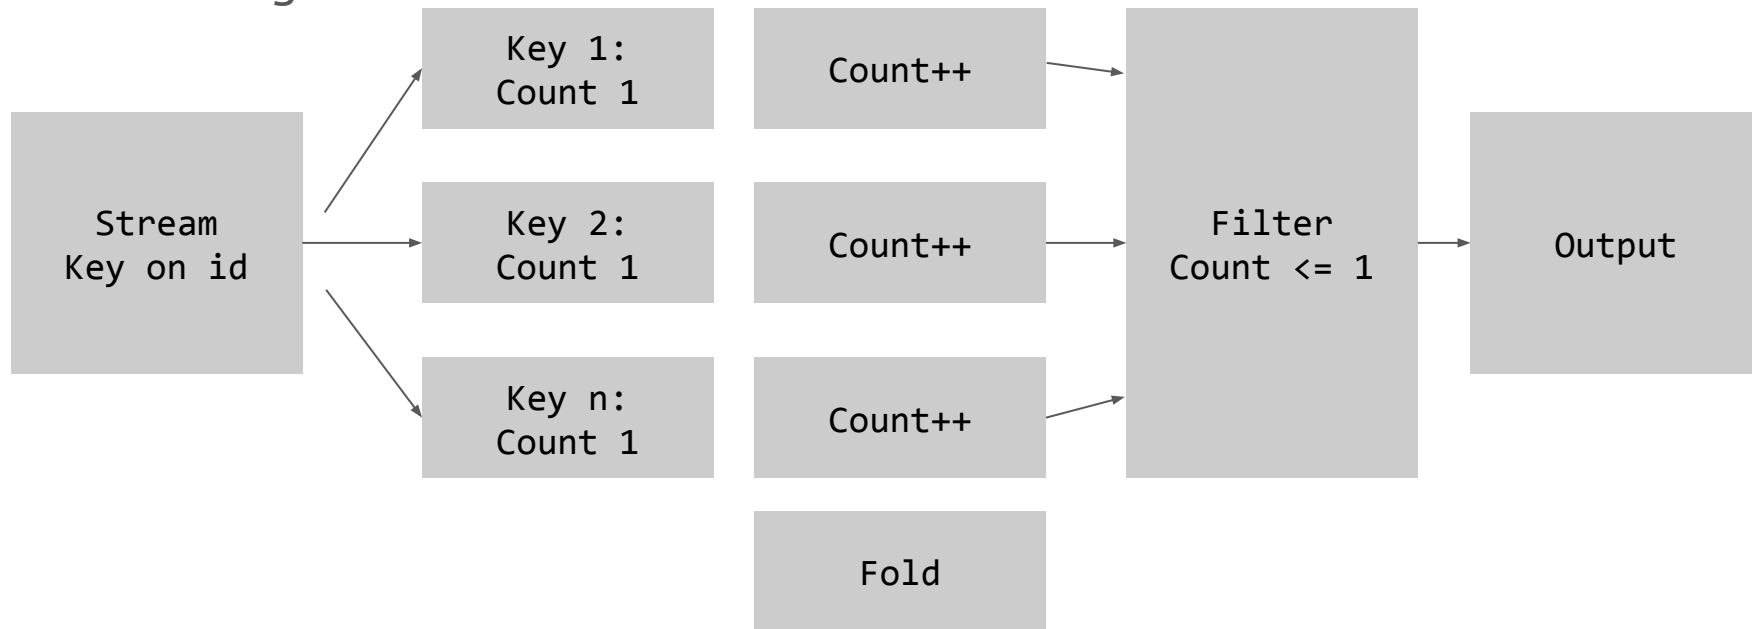 Stream
Key on id
Key 1:
Count 1
Key 2:
Count 1
Key n:
Count 1
Count++
Count++
Count++
Fold
Filter
Count <= 1
Output